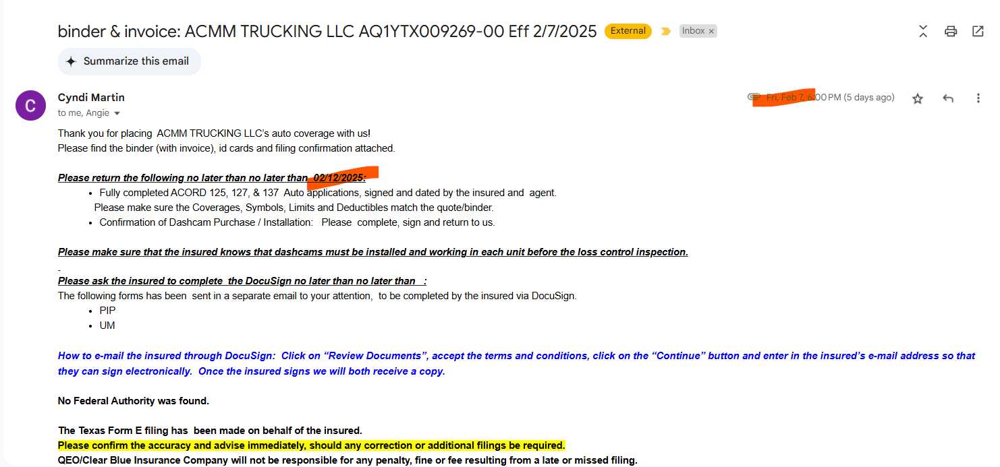 binder & invoice: ACMM TRUCKING LLC AQ1YTX009269-00 Eff 2/7/2025 External Inbox ×
Summarize this email
C
Cyndi Martin
Fri, Feb 7, 6:00 PM (5 days ago)
to me, Angie
Thank you for placing ACMM TRUCKING LLC's auto coverage with us!
Please find the binder (with invoice), id cards and filing confirmation attached.
Please return the following no later than no later than 02/12/2025:
• Fully completed ACORD 125, 127, & 137 Auto applications, signed and dated by the insured and agent.
Please make sure the Coverages, Symbols, Limits and Deductibles match the quote/binder.
• Confirmation of Dashcam Purchase / Installation: Please complete, sign and return to us.
Please make sure that the insured knows that dashcams must be installed and working in each unit before the loss control inspection.
Please ask the insured to complete the DocuSign no later than no later than :
The following forms has been sent in a separate email to your attention, to be completed by the insured via DocuSign.
• PIP
• UM
How to e-mail the insured through DocuSign: Click on “Review Documents”, accept the terms and conditions, click on the “Continue” button and enter in the insured’s e-mail address so that
they can sign electronically. Once the insured signs we will both receive a copy.
No Federal Authority was found.
The Texas Form E filing has been made on behalf of the insured.
Please confirm the accuracy and advise immediately, should any correction or additional filings be required.
QEO/Clear Blue Insurance Company will not be responsible for any penalty, fine or fee resulting from a late or missed filing.